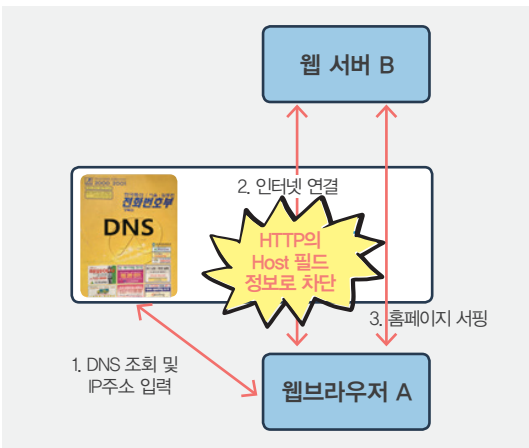 웹 서버 B
2. 인터넷 연결
전화번호부
DNS
HTTP의
Host 필드
정보로 차단
3. 홈페이지 서핑
1. DNS 조회 및
IP주소 입력
웹브라우저 A